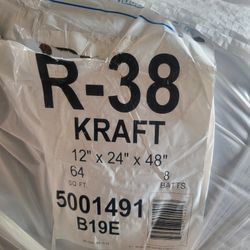 R-38
KRAFT
12" x 24" x 48"
64 8
SQ.FT. BATTS
5001491
B19E